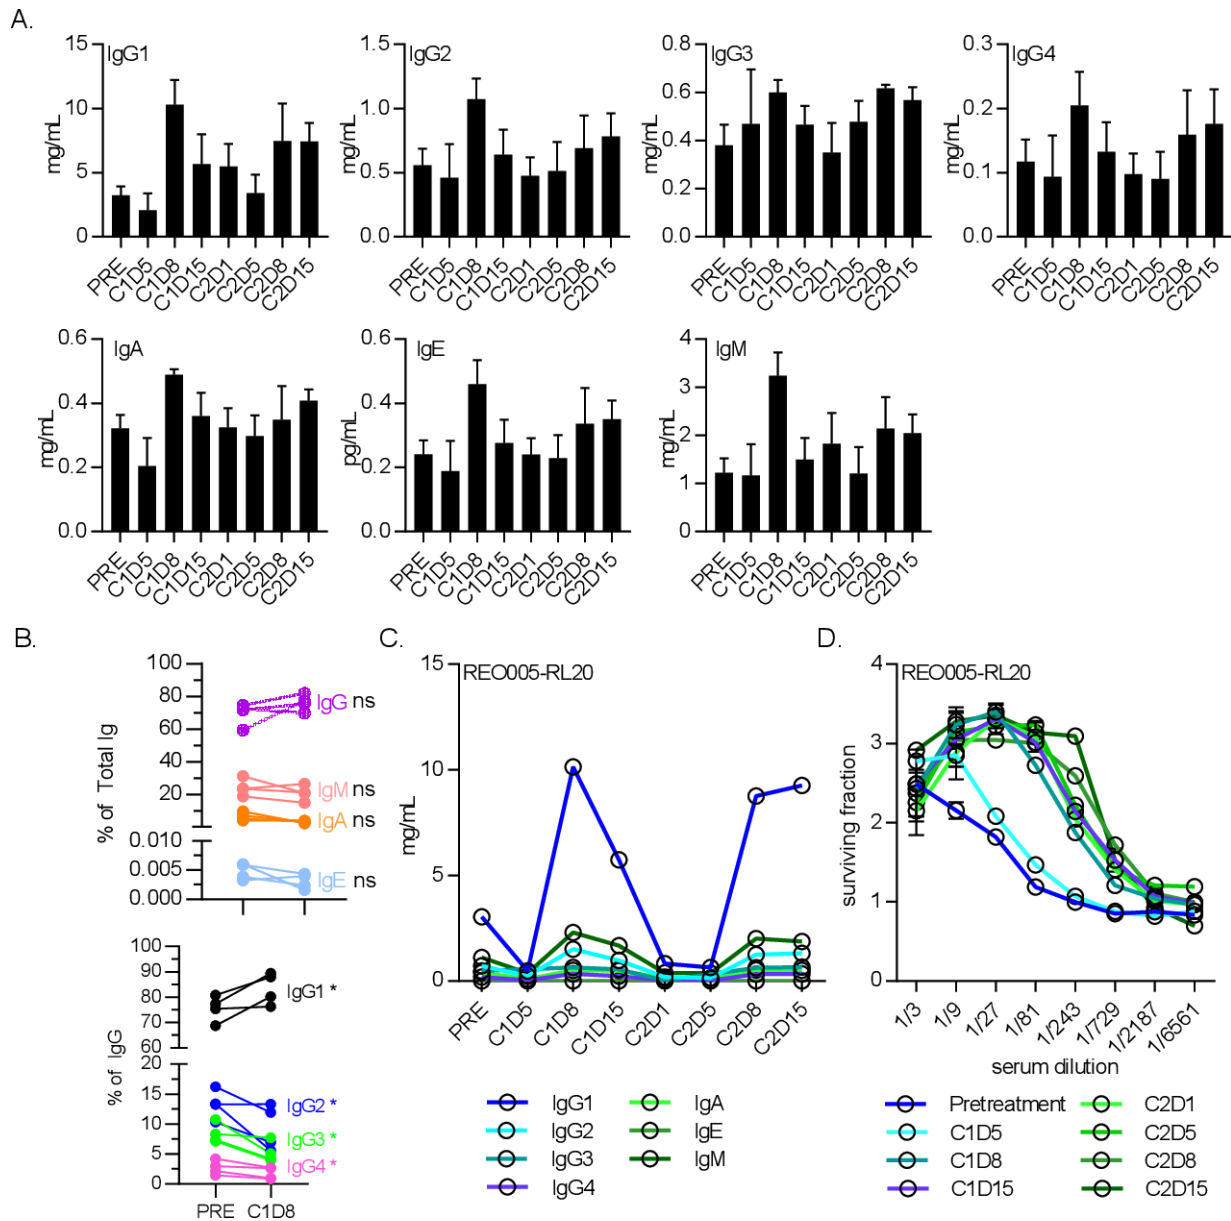 A.
IgG1
IgG2
IgG3
IgG4
15
10
5
0
mg/mL
1.5
1.0
0.5
0.0
mg/mL
0.8
0.6
0.4
0.2
0.0
mg/mL
0.3
0.2
0.1
0.0
mg/mL
PRE C1D5 C1D8 C1D15 C2D1 C2D5 C2D8 C2D15
PRE C1D5 C1D8 C1D15 C2D1 C2D5 C2D8 C2D15
PRE C1D5 C1D8 C1D15 C2D1 C2D5 C2D8 C2D15
PRE C1D5 C1D8 C1D15 C2D1 C2D5 C2D8 C2D15
IgA
IgE
IgM
0.6
0.4
0.2
0.0
mg/mL
0.6
0.4
0.2
0.0
pg/mL
4
3
2
1
0
mg/mL
PRE C1D5 C1D8 C1D15 C2D1 C2D5 C2D8 C2D15
PRE C1D5 C1D8 C1D15 C2D1 C2D5 C2D8 C2D15
PRE C1D5 C1D8 C1D15 C2D1 C2D5 C2D8 C2D15
B.
% of Total Ig
100
80
60
40
20
0.010
0.005
0.000
IgG ns
IgM ns
IgA ns
IgE ns
% of IgG
100
90
80
70
60
20
15
10
5
0
IgG1 *
IgG2 *
IgG3 *
IgG4 *
PRE C1D8
C.
REO005-RL20
15
10
5
0
mg/mL
PRE C1D5 C1D8 C1D15 C2D1 C2D5 C2D8 C2D15
IgG1
IgG2
IgG3
IgG4
IgA
IgE
IgM
D.
REO005-RL20
4
3
2
1
0
surviving fraction
1/3 1/9 1/27 1/81 1/243 1/729 1/2187 1/6561
serum dilution
Pretreatment
C1D5
C1D8
C1D15
C2D1
C2D5
C2D8
C2D15